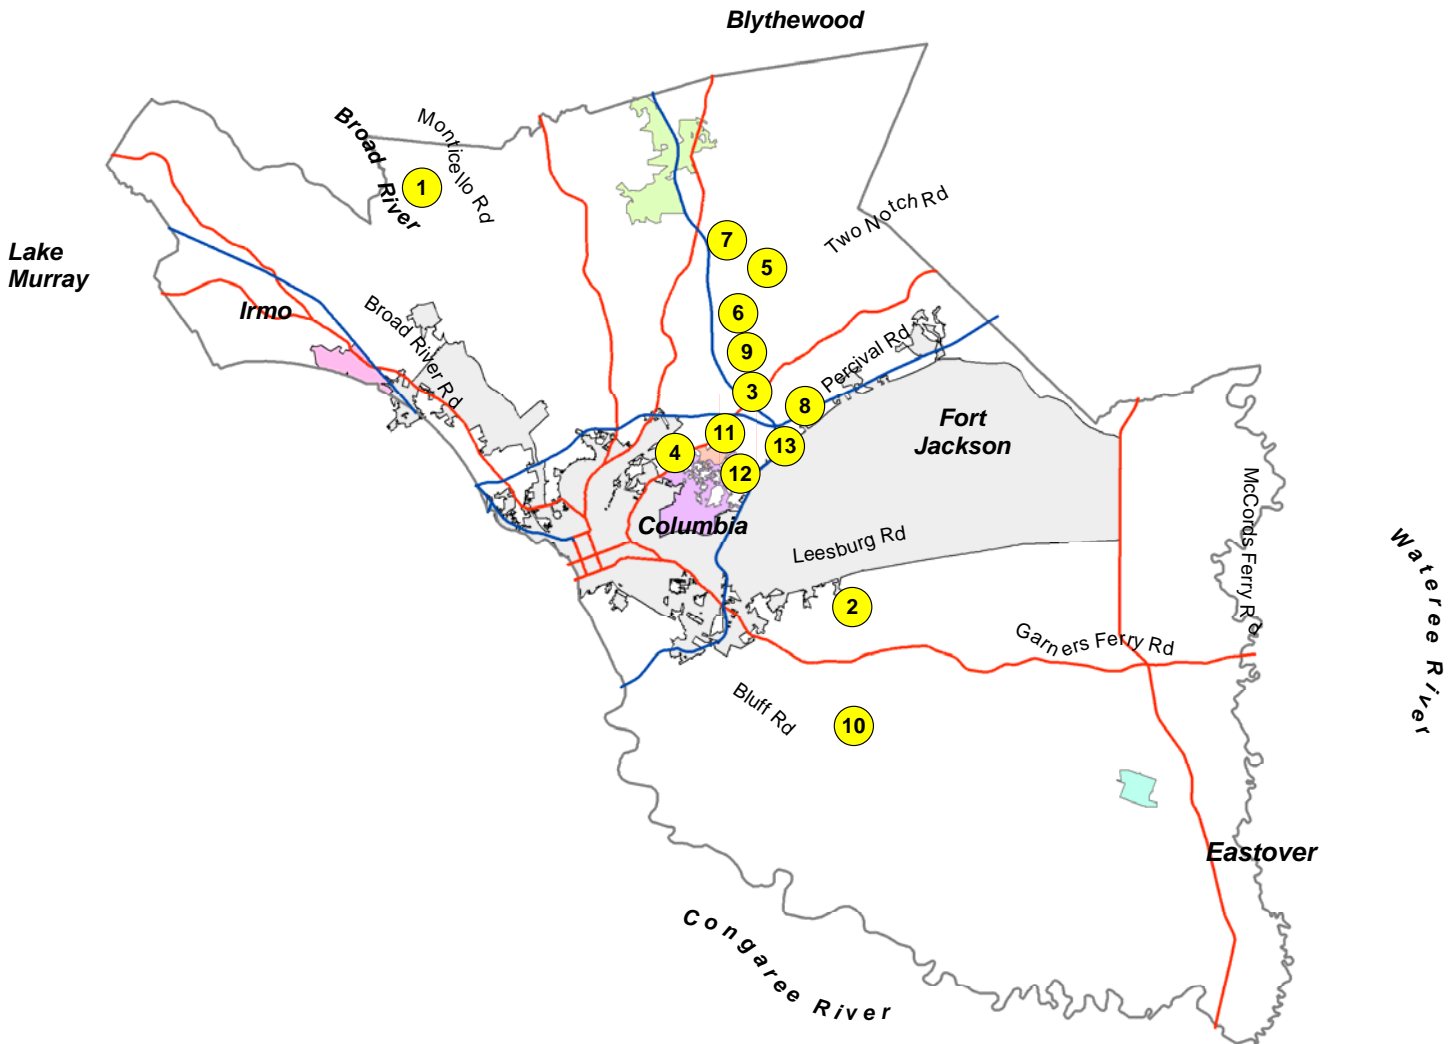 Blythewood
Broad River
Monticello Rd
1
Two Notch Rd
7
Lake
Murray
5
Irmo
6
Broad River Rd
9
Percival Rd
3
8
Fort
Jackson
11
13
4
12
McCords Ferry Rd
Columbia
Leesburg Rd
Wateree River
2
Garners Ferry Rd
Bluff Rd
10
Eastover
Congaree River